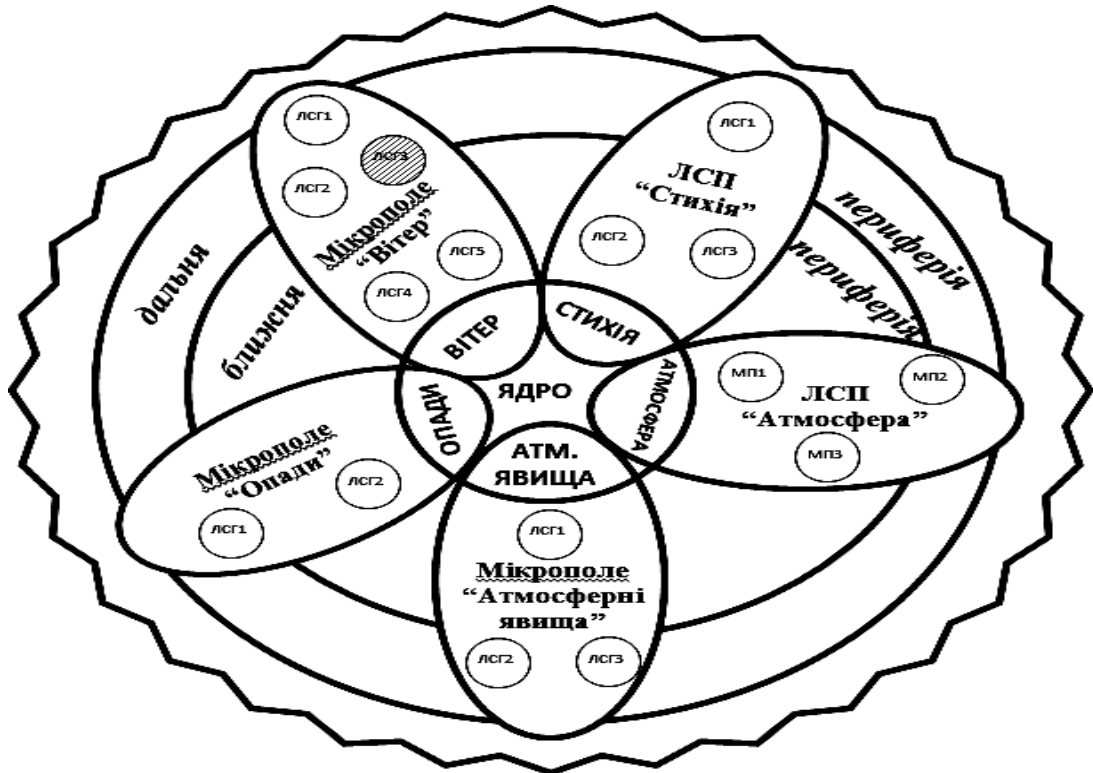 ЛСГ1
ЛСГ3
ЛСГ2
Мікрополе
“Вітер”
ЛСГ5
ЛСГ4
ЛСГ1
ЛСП
“Стихія”
ЛСГ2
ЛСГ3
дальня
периферія
ближня
периферія
ВІТЕР
СТИХІЯ
ЯДРО
ОПАДИ
АТМОСФЕРА
АТМ.
ЯВИЩА
МП1
МП2
ЛСП
“Атмосфера”
МП3
Мікрополе
“Опади”
ЛСГ2
ЛСГ1
ЛСГ1
Мікрополе
“Атмосферні
явища”
ЛСГ2
ЛСГ3